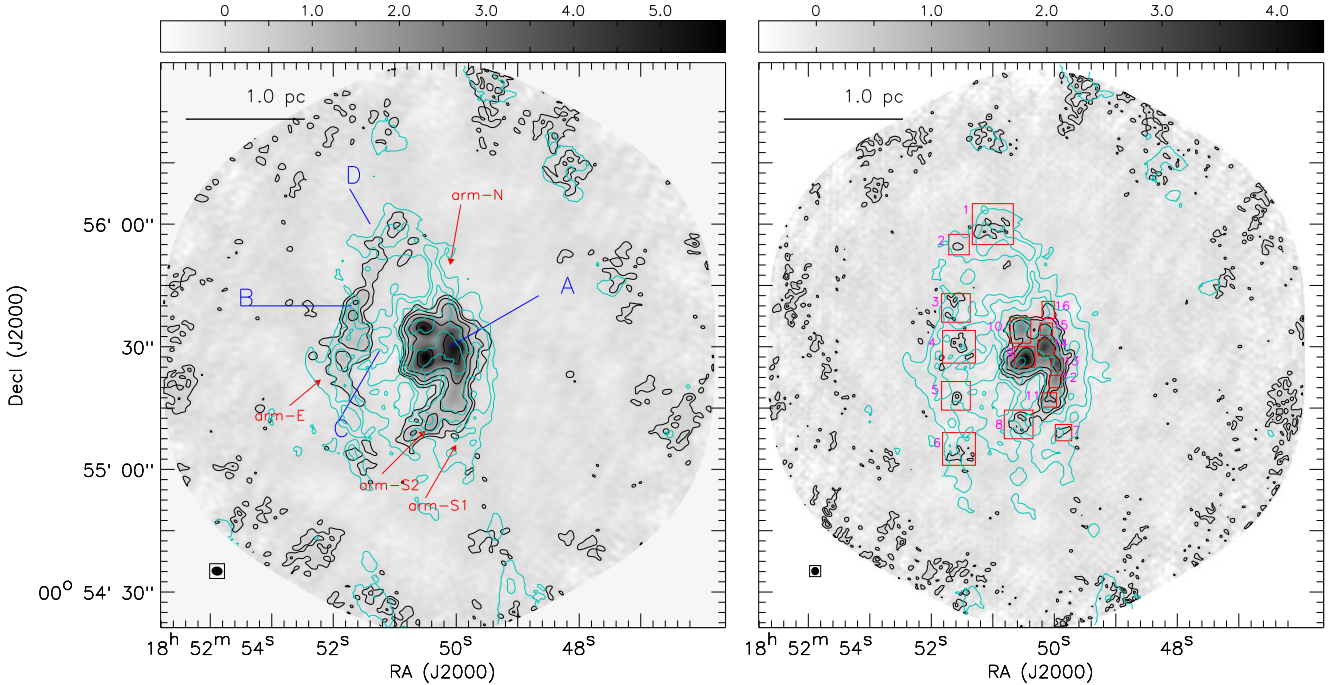 0 1.0 2.0 3.0 4.0 5.0
1.0 pc
D
arm-N
56' 00''
A
B
30''
arm-E
C
55' 00''
arm-S2
arm-S1
00° 54' 30''
18ʰ 52ᵐ 54ˢ 52ˢ 50ˢ 48ˢ
RA (J2000)
Decl (J2000)
0 1.0 2.0 3.0 4.0
1.0 pc
1
2
3
16
10
15
4
5
11
8
7
6
18ʰ 52ᵐ 54ˢ 52ˢ 50ˢ 48ˢ
RA (J2000)